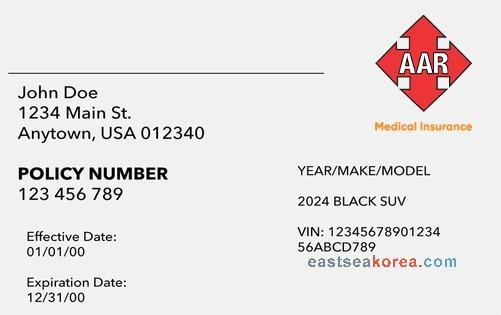 AAR
Medical Insurance
John Doe
1234 Main St.
Anytown, USA 012340
POLICY NUMBER
123 456 789
Effective Date:
01/01/00
Expiration Date:
12/31/00
YEAR/MAKE/MODEL
2024 BLACK SUV
VIN: 12345678901234
56ABCD789
eastseakorea.com